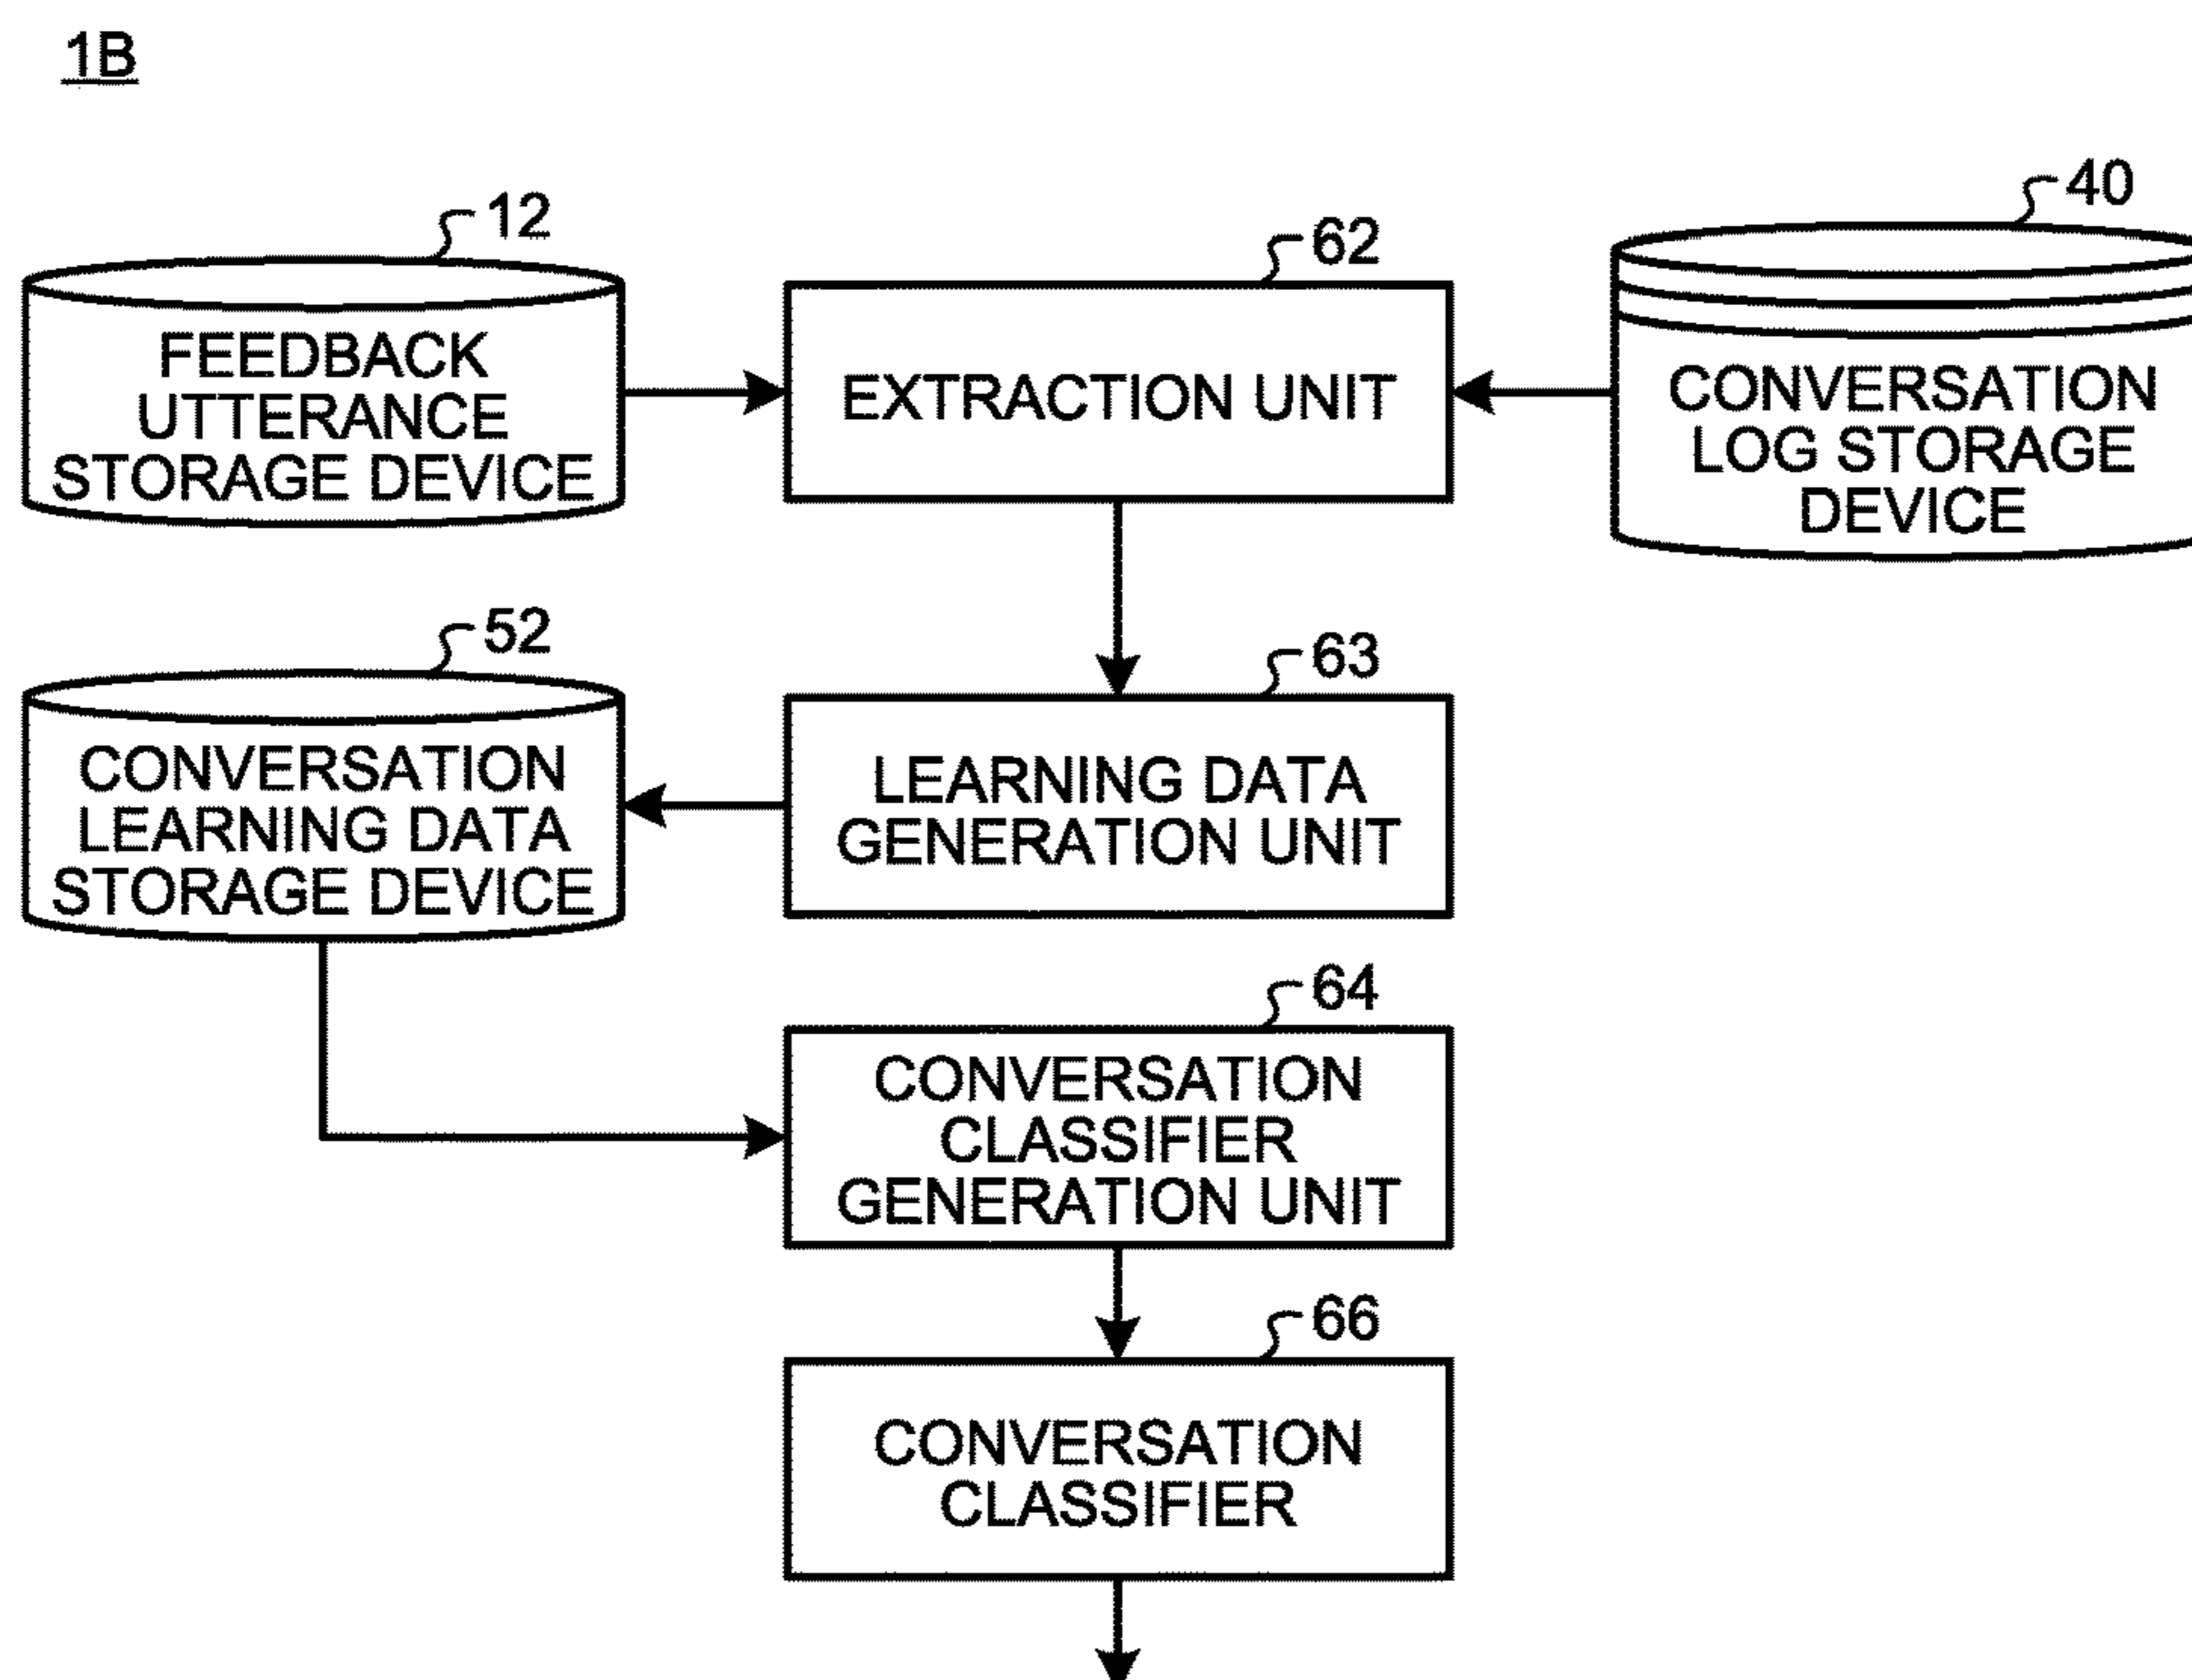 1B
12
FEEDBACK
UTTERANCE
STORAGE DEVICE
62
EXTRACTION UNIT
40
CONVERSATION
LOG STORAGE
DEVICE
52
CONVERSATION
LEARNING DATA
STORAGE DEVICE
63
LEARNING DATA
GENERATION UNIT
64
CONVERSATION
CLASSIFIER
GENERATION UNIT
66
CONVERSATION
CLASSIFIER